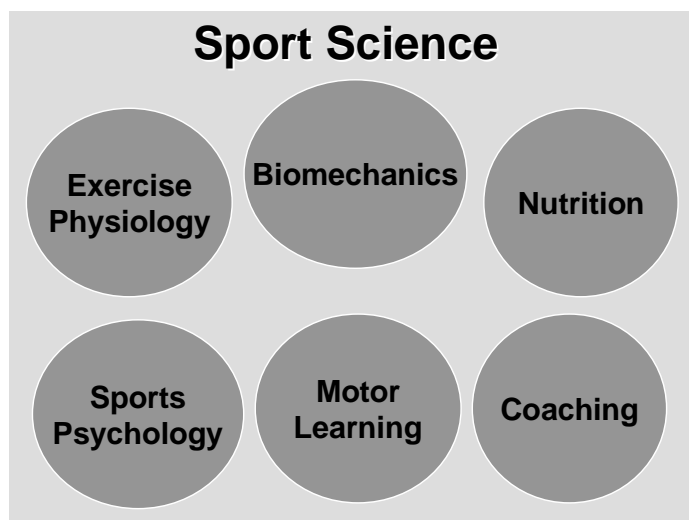 Sport Science
Exercise
Physiology
Biomechanics
Nutrition
Sports
Psychology
Motor
Learning
Coaching